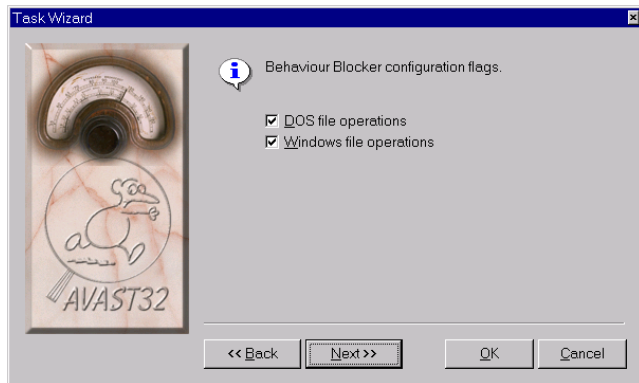 Task Wizard
Behaviour Blocker configuration flags.
DOS file operations
Windows file operations
AVAST32
<< Back
Next >>
OK
Cancel